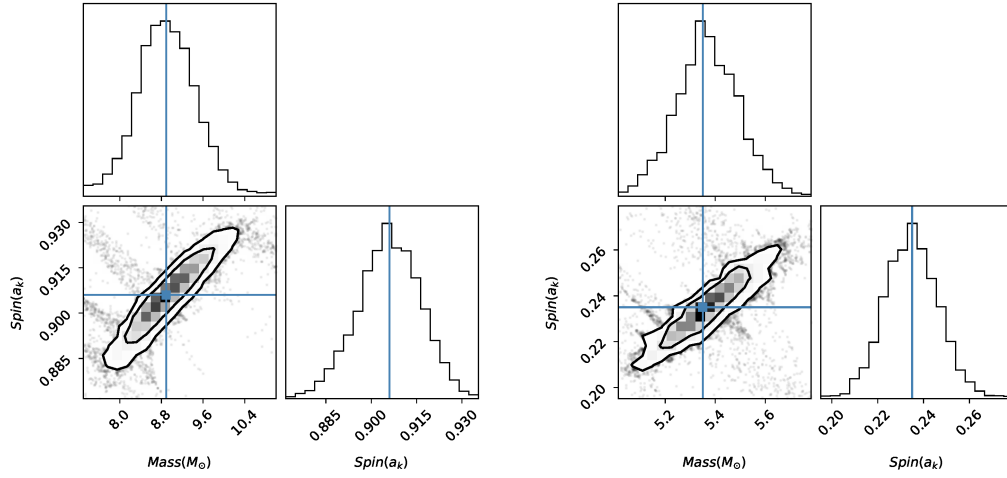 0.930
0.915
0.900
0.885
Spin(a_k)
8.0 8.8 9.6 10.4
Mass(M_⊙)
0.885 0.900 0.915 0.930
Spin(a_k)
0.26
0.24
0.22
0.20
Spin(a_k)
5.2 5.4 5.6
Mass(M_⊙)
0.20 0.22 0.24 0.26
Spin(a_k)